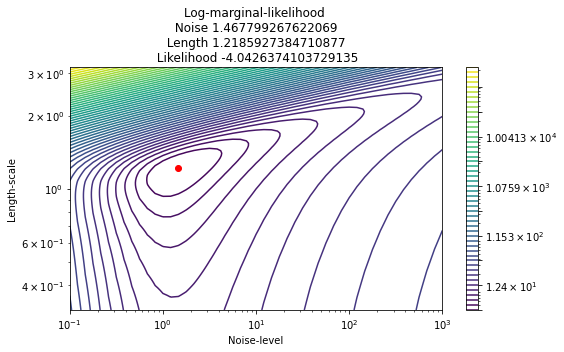 Log-marginal-likelihood
Noise 1.467799267622069
Length 1.2185927384710877
Likelihood -4.0426374103729135
3 × 10⁰
2 × 10⁰
10⁰
6 × 10⁻¹
4 × 10⁻¹
Length-scale
10⁻¹
10⁰
10¹
10²
10³
Noise-level
1.00413 × 10⁴
1.0759 × 10³
1.153 × 10²
1.24 × 10¹